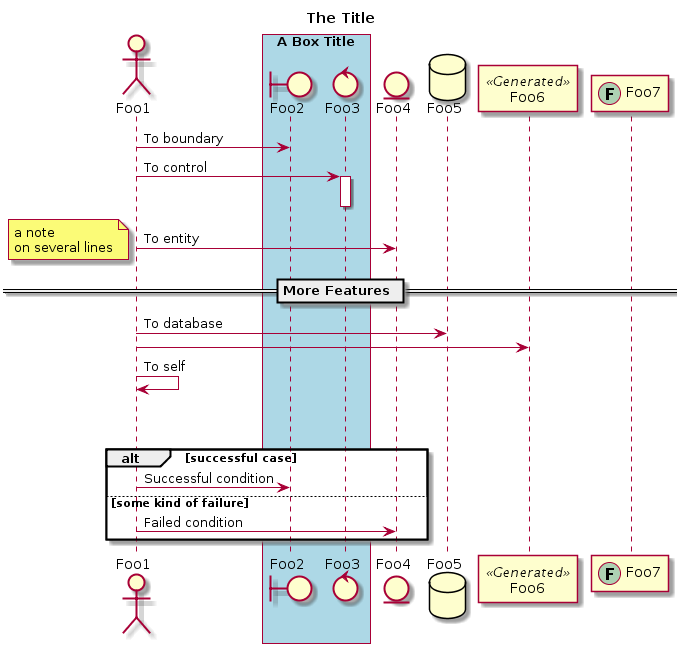 The Title
A Box Title
«Generated»
Foo1 Foo2 Foo3 Foo4 Foo5 Foo6 F Foo7
To boundary
To control
a note
on several lines
To entity
More Features
To database
To self
alt [successful case]
Successful condition
[some kind of failure]
Failed condition
Foo1 Foo2 Foo3 Foo4 Foo5 «Generated» F Foo7
Foo6